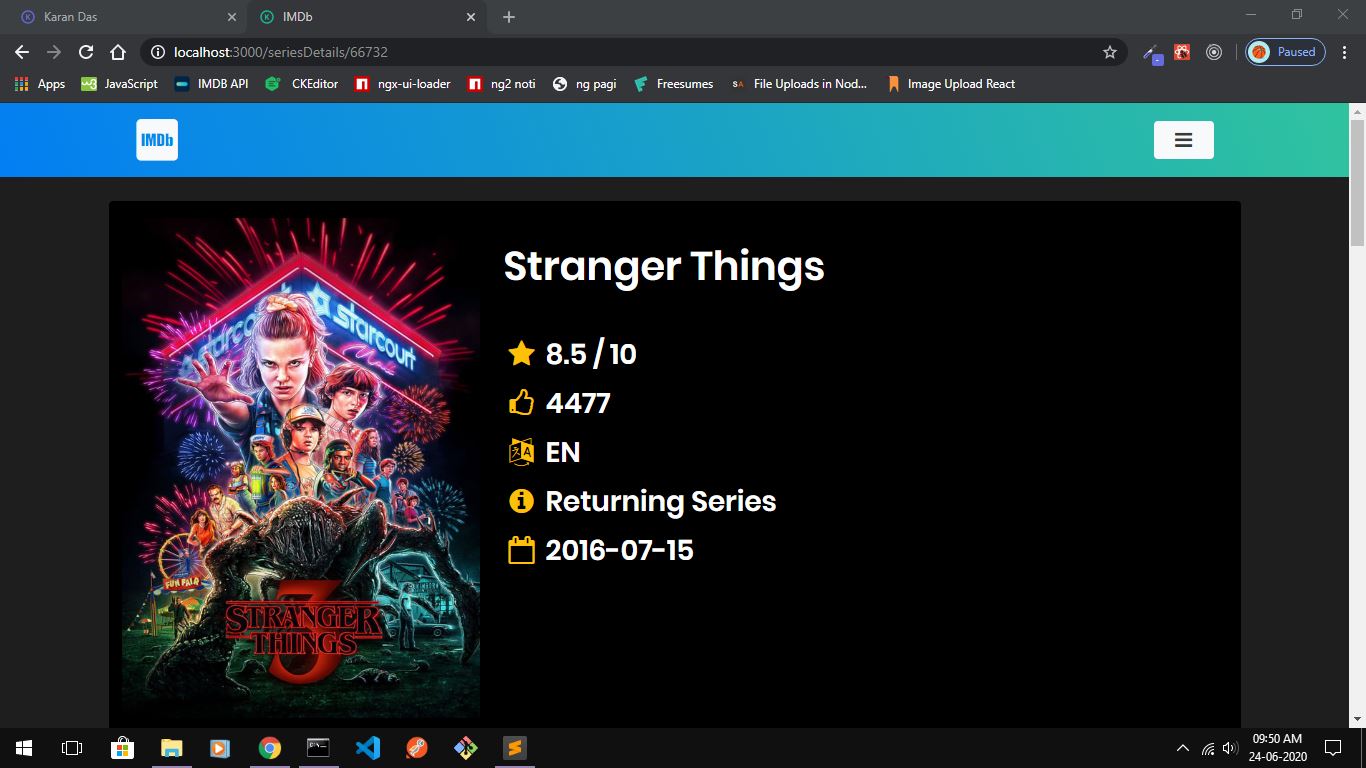 Karan Das
IMDb
localhost:3000/seriesDetails/66732
Paused
Apps
JavaScript
IMDB API
CKEditor
ngx-ui-loader
ng2 noti
ng pagi
Freesumes
File Uploads in Nod...
Image Upload React
IMDb
Stranger Things
8.5 / 10
4477
EN
Returning Series
2016-07-15
starcourt
FUN FAIR
STRANGER
THINGS
3
09:50 AM
24-06-2020